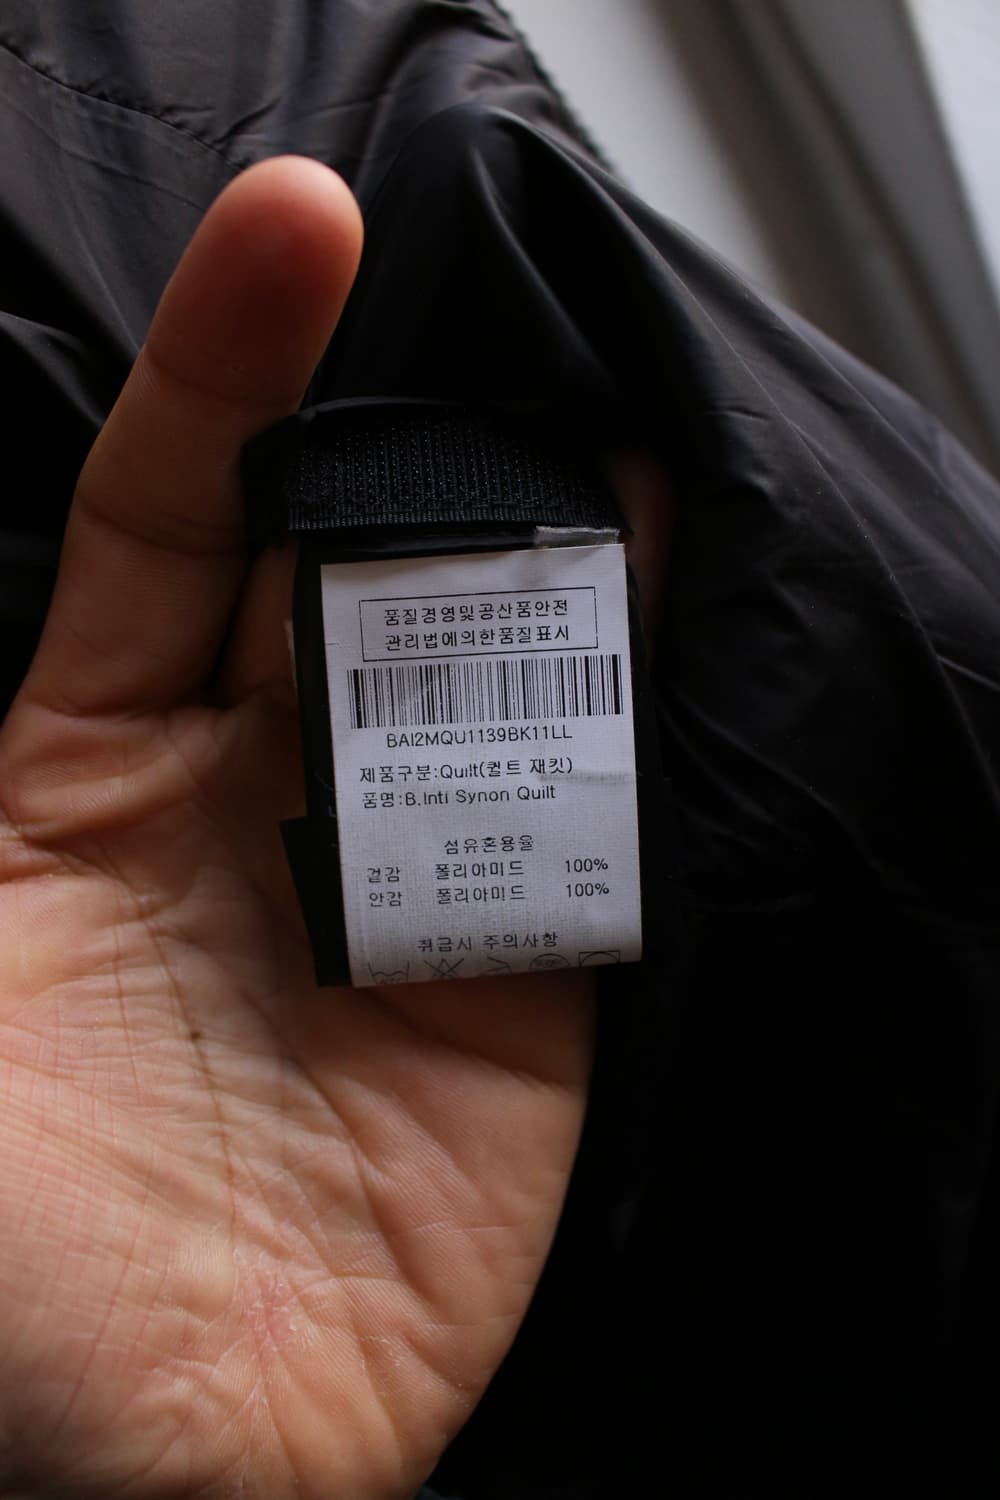 품질경영및공산품안전
관리법에의한품질표시
BAI2MQU1139BK11LL
제품구분:Quilt(퀼트 재킷)
품명:B.Inti Synon Quilt
섬유혼용율
겉감 폴리아미드 100%
안감 폴리아미드 100%
취급시 주의사항